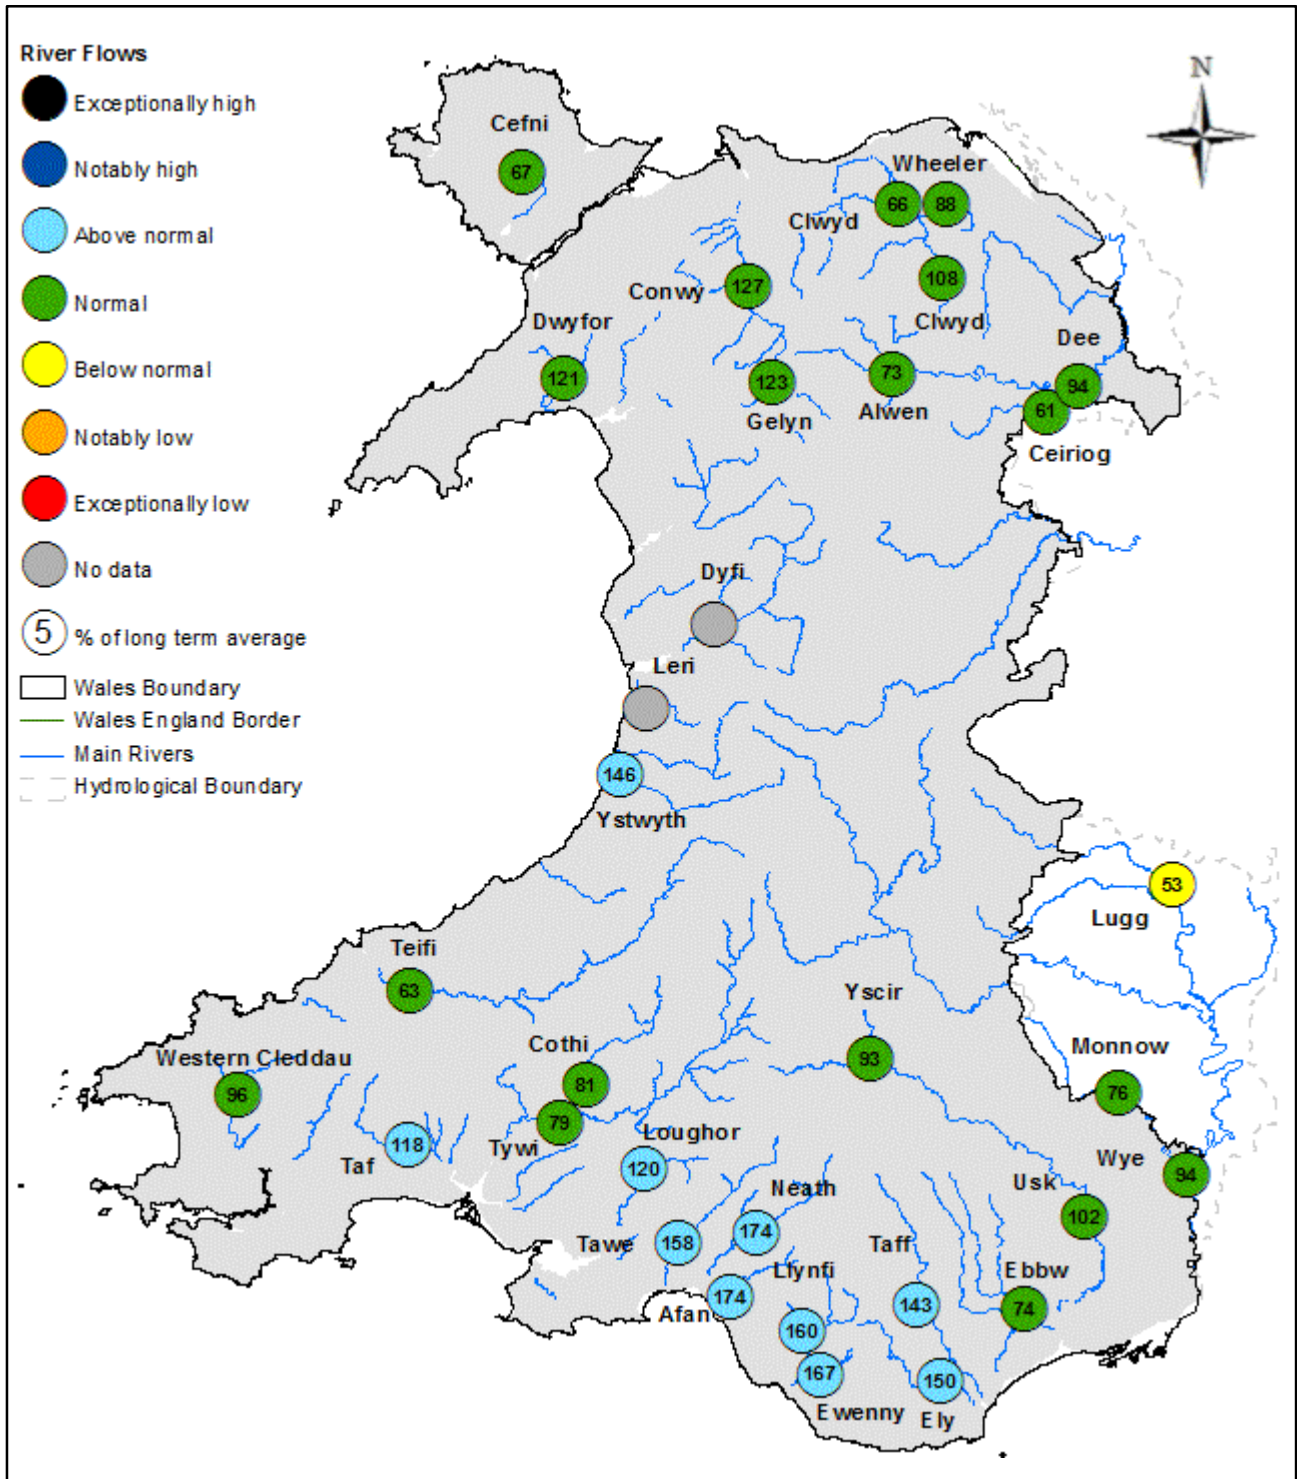 River Flows
Exceptionally high
Notably high
Above normal
Normal
Below normal
Notably low
Exceptionally low
No data
5 % of long term average
Wales Boundary
Wales England Border
Main Rivers
Hydrological Boundary
N
Cefni
67
Wheeler
66
88
Clwyd
108
Clwyd
Conwy
127
Dwyfor
121
123
Gelyn
73
Alwen
Dee
94
61
Ceiriog
Dyfi
Leri
146
Ystwyth
53
Lugg
Teifi
63
Yscir
93
Western Cleddau
96
Cothi
81
79
Tywi
Monnow
76
Taf
118
Loughor
120
Wye
94
Usk
102
Neath
174
Tawe
158
Taff
143
Ebbw
74
Llynfi
160
Afan
174
167
Ewenny
150
Ely